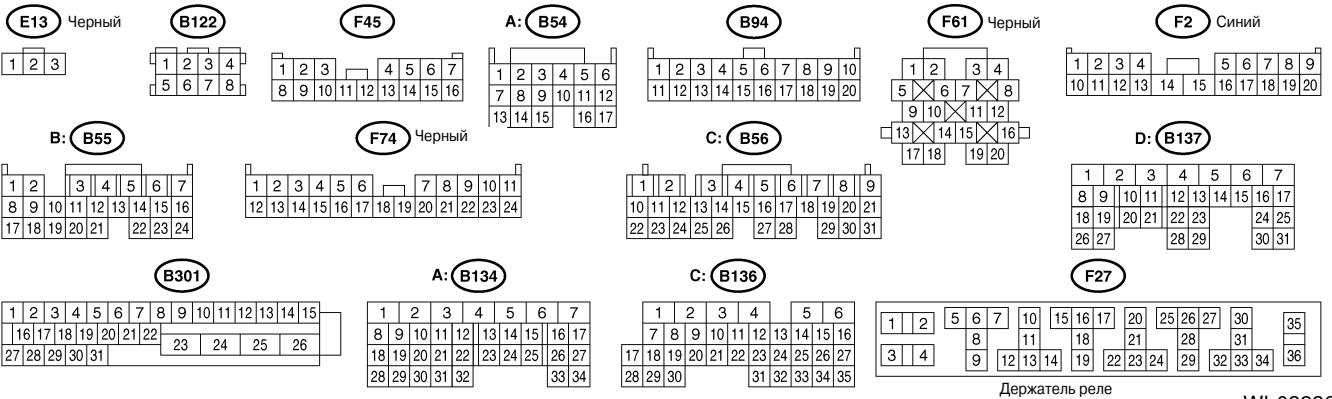 E13 Черный B122 F45 A: B54 B94 F61 Черный F2 Синий
1 2 3
1 2 3 4
5 6 7 8
1 2 3 4 5 6 7
8 9 10 11 12 13 14 15 16
1 2 3 4 5 6
7 8 9 10 11 12
13 14 15 16 17
1 2 3 4 5 6 7 8 9 10
11 12 13 14 15 16 17 18 19 20
1 2 3 4
5 6 7 8
9 10 11 12
13 14 15 16
17 18 19 20
1 2 3 4 5 6 7 8 9
10 11 12 13 14 15 16 17 18 19 20
B: B55 F74 Черный C: B56 D: B137
1 2 3 4 5 6 7
8 9 10 11 12 13 14 15 16
17 18 19 20 21 22 23 24
1 2 3 4 5 6 7 8 9 10 11
12 13 14 15 16 17 18 19 20 21 22 23 24
1 2 3 4 5 6 7 8 9
10 11 12 13 14 15 16 17 18 19 20 21
22 23 24 25 26 27 28 29 30 31
1 2 3 4 5 6 7
8 9 10 11 12 13 14 15 16 17
18 19 20 21 22 23 24 25
26 27 28 29 30 31
B301 A: B134 C: B136 F27
1 2 3 4 5 6 7 8 9 10 11 12 13 14 15
16 17 18 19 20 21 22
23 24 25 26
27 28 29 30 31
1 2 3 4 5 6 7
8 9 10 11 12 13 14 15 16 17
18 19 20 21 22 23 24 25 26 27
28 29 30 31 32 33 34
1 2 3 4 5 6
7 8 9 10 11 12 13 14 15 16
17 18 19 20 21 22 23 24 25 26 27
28 29 30 31 32 33 34 35
1 2 5 6 7 10 15 16 17 20 25 26 27 30 35
8 11 18 21 28 31
3 4 9 12 13 14 19 22 23 24 29 32 33 34 36
Держатель реле